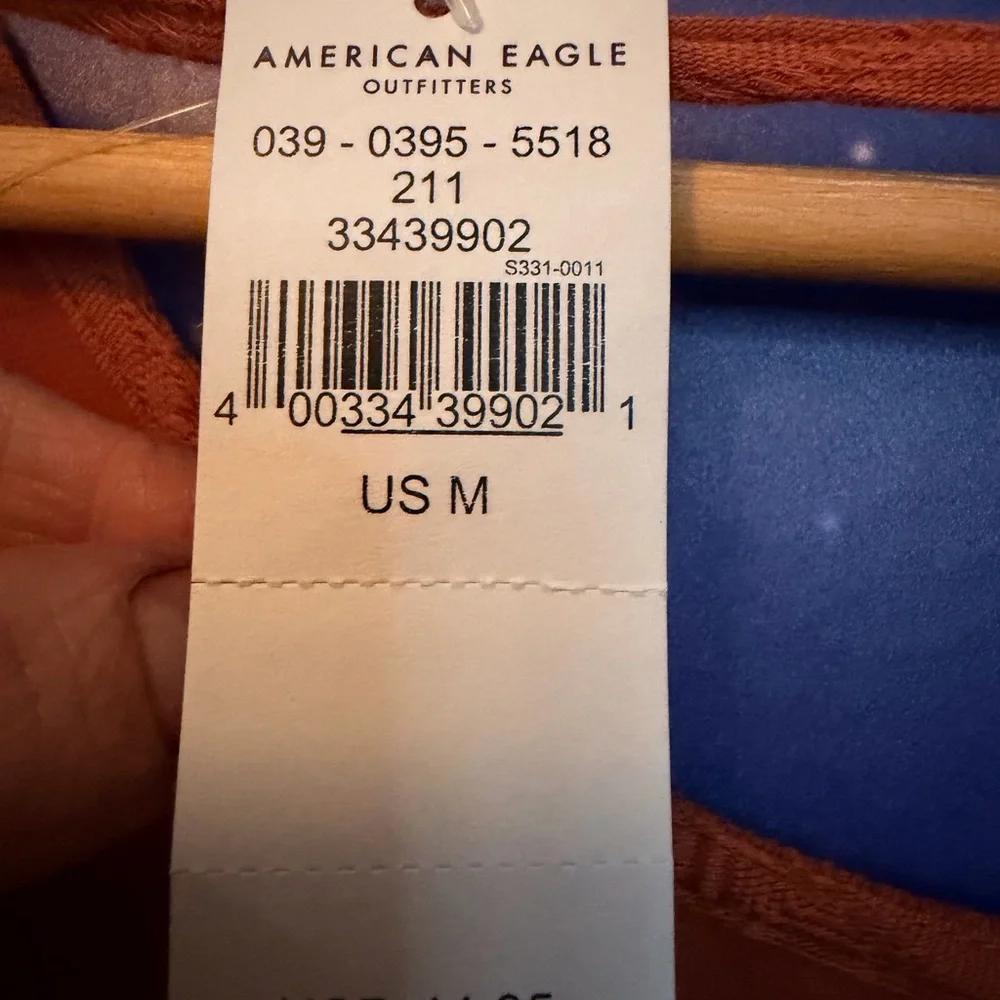 AMERICAN EAGLE
OUTFITTERS
039 - 0395 - 5518
211
33439902
S331-0011
4 00334 39902 1
US M